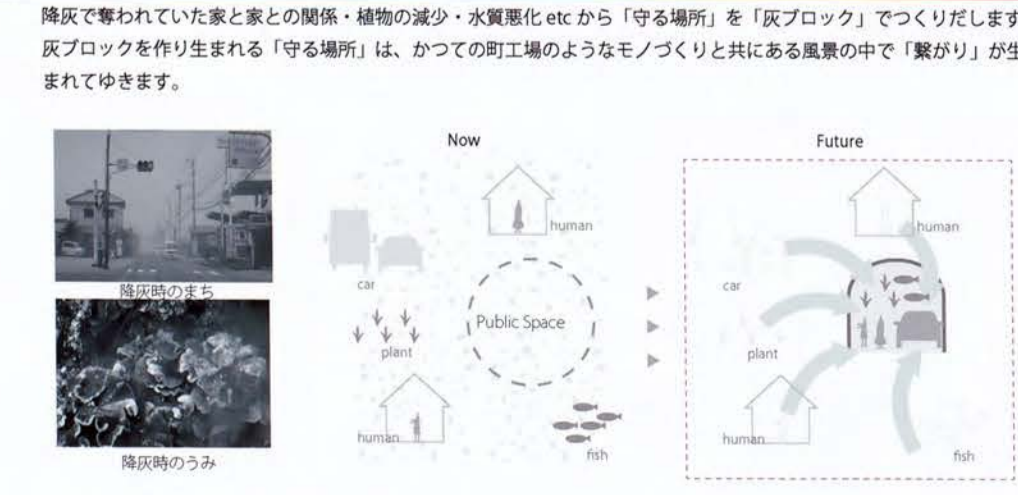 降灰で奪われていた家と家との関係・植物の減少・水質悪化 etc から「守る場所」を「灰ブロック」でつくりだします
灰ブロックを作り生まれる「守る場所」は、かつての町工場のようなモノづくりと共にある風景の中で「繋がり」が生
まれてゆきます。
Now
Future
human
human
降灰時のまち
car
car
Public Space
plant
plant
human
human
fish
fish
降灰時のうみ